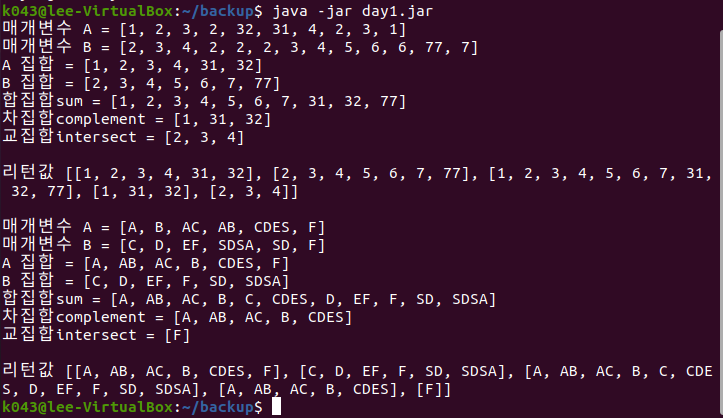 k043@lee-VirtualBox:~/backup$ java -jar day1.jar
매개변수 A = [1, 2, 3, 2, 32, 31, 4, 2, 3, 1]
매개변수 B = [2, 3, 4, 2, 2, 2, 3, 4, 5, 6, 6, 77, 7]
A 집합 = [1, 2, 3, 4, 31, 32]
B 집합 = [2, 3, 4, 5, 6, 7, 77]
합집합sum = [1, 2, 3, 4, 5, 6, 7, 31, 32, 77]
차집합complement = [1, 31, 32]
교집합intersect = [2, 3, 4]
리턴값 [[1, 2, 3, 4, 31, 32], [2, 3, 4, 5, 6, 7, 77], [1, 2, 3, 4, 5, 6, 7, 31,
32, 77], [1, 31, 32], [2, 3, 4]]
매개변수 A = [A, B, AC, AB, CDES, F]
매개변수 B = [C, D, EF, SDSA, SD, F]
A 집합 = [A, AB, AC, B, CDES, F]
B 집합 = [C, D, EF, F, SD, SDSA]
합집합sum = [A, AB, AC, B, C, CDES, D, EF, F, SD, SDSA]
차집합complement = [A, AB, AC, B, CDES]
교집합intersect = [F]
리턴값 [[A, AB, AC, B, CDES, F], [C, D, EF, F, SD, SDSA], [A, AB, AC, B, C, CDE
S, D, EF, F, SD, SDSA], [A, AB, AC, B, CDES], [F]]
k043@lee-VirtualBox:~/backup$